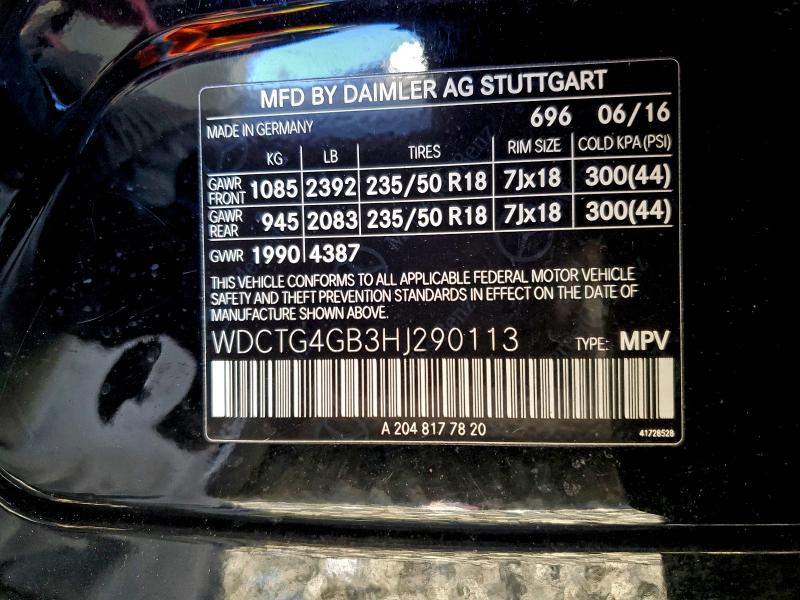 MFD BY DAIMLER AG STUTTGART
MADE IN GERMANY 696 06/16
KG LB TIRES RIM SIZE COLD KPA (PSI)
GAWR FRONT 1085 2392 235/50 R18 7Jx18 300(44)
GAWR REAR 945 2083 235/50 R18 7Jx18 300(44)
GVWR 1990 4387
THIS VEHICLE CONFORMS TO ALL APPLICABLE FEDERAL MOTOR VEHICLE
SAFETY AND THEFT PREVENTION STANDARDS IN EFFECT ON THE DATE OF
MANUFACTURE SHOWN ABOVE.
WDCTG4GB3HJ290113 TYPE: MPV
A 204 817 78 20 41728528